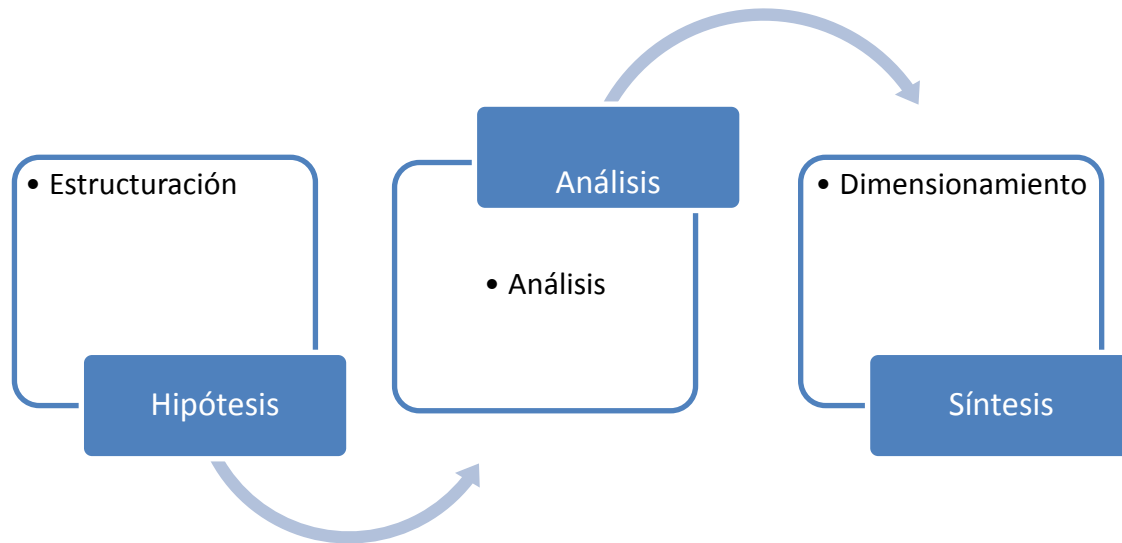 • Estructuración
Hipótesis
Análisis
• Análisis
• Dimensionamiento
Síntesis